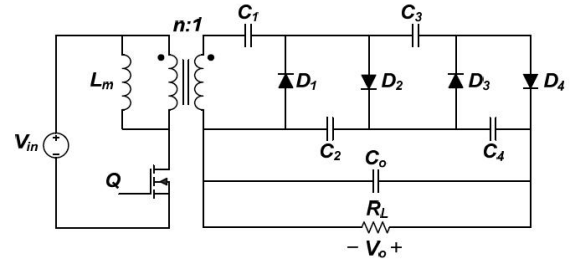 n:1
C1
C3
Lm
D1
D2
D3
D4
Vin
+
−
C2
C4
Q
Co
RL
− Vo +